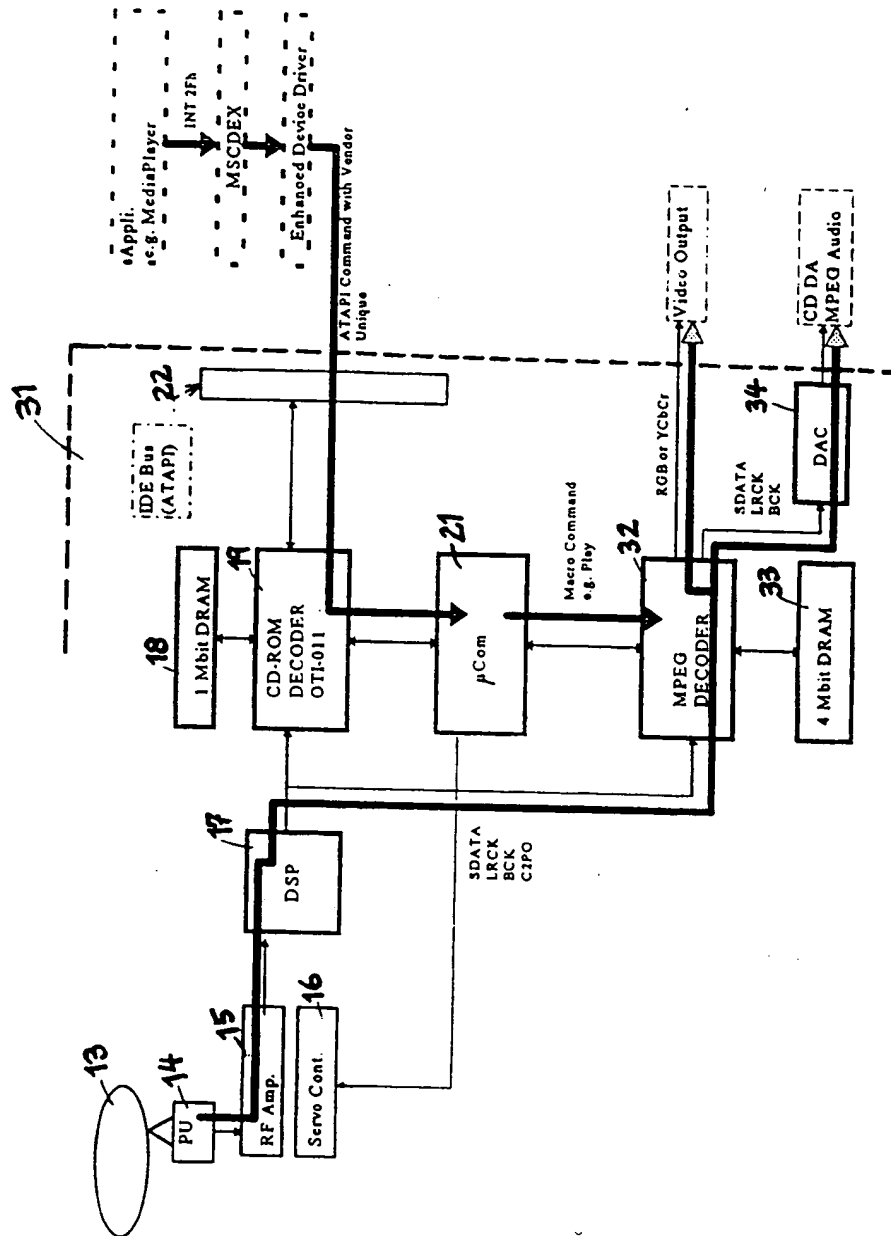 13
14
PU
15
RF Amp.
16
Servo Cont.
17
DSP
SDATA
LRCK
BCK
C2PO
18
1 Mbit DRAM
19
CD-ROM
DECODER
OTI-011
21
μCom
Macro Command
e.g. Play
32
MPEG
DECODER
33
4 Mbit DRAM
31
IDE Bus
(ATAPI)
22
RGB or YCbCr
SDATA
LRCK
BCK
34
DAC
Appli.
e.g. MediaPlayer
INT 2Fh
MSCDEX
Enhanced Device Driver
ATAPI Command with Vendor
Unique
Video Output
CD DA
MPEG Audio